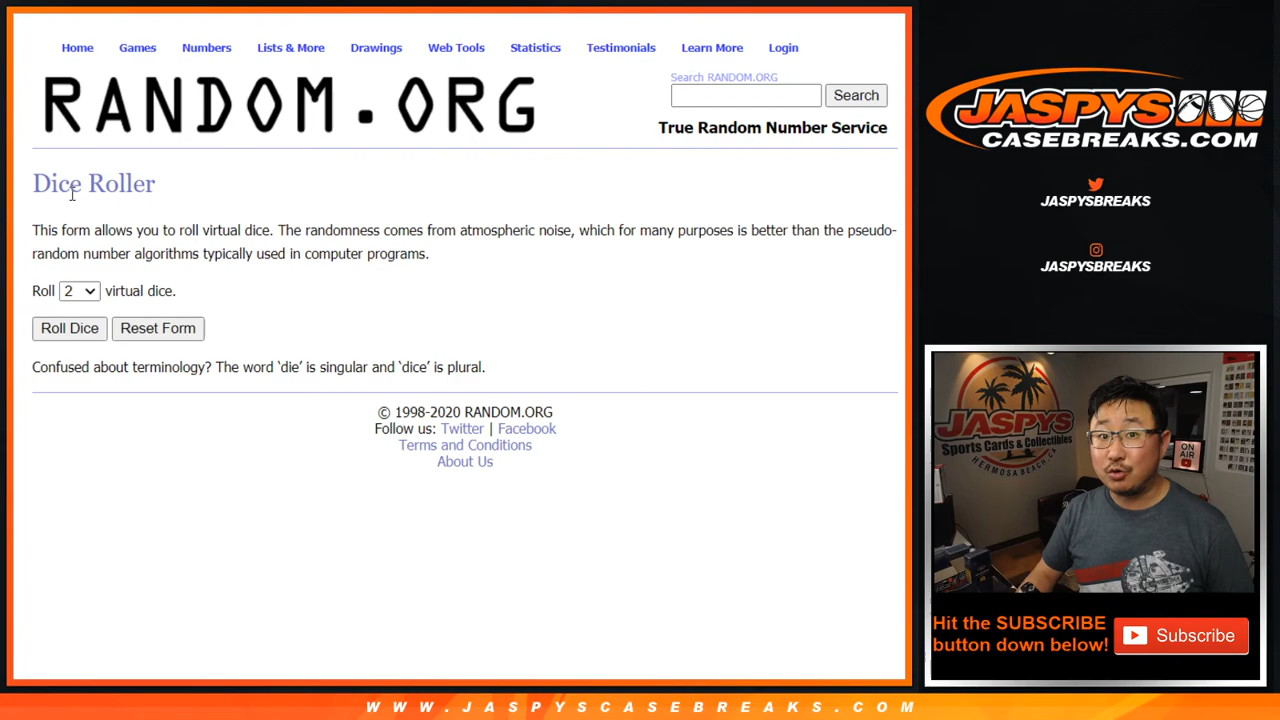 Home Games Numbers Lists & More Drawings Web Tools Statistics Testimonials Learn More Login
RANDOM.ORG
Search RANDOM.ORG
Search
True Random Number Service
Dice Roller
This form allows you to roll virtual dice. The randomness comes from atmospheric noise, which for many purposes is better than the pseudo-
random number algorithms typically used in computer programs.
Roll 2 virtual dice.
Roll Dice Reset Form
Confused about terminology? The word ‘die’ is singular and ‘dice’ is plural.
© 1998-2020 RANDOM.ORG
Follow us: Twitter | Facebook
Terms and Conditions
About Us
JASPYS
CASEBREAKS.COM
JASPYSBREAKS
JASPYSBREAKS
JASPYS
Sports Cards & Collectibles
HERMOSA BEACH, CA.
ON AIR
Hit the SUBSCRIBE
button down below!
Subscribe
WWW.JASPYSCASEBREAKS.COM